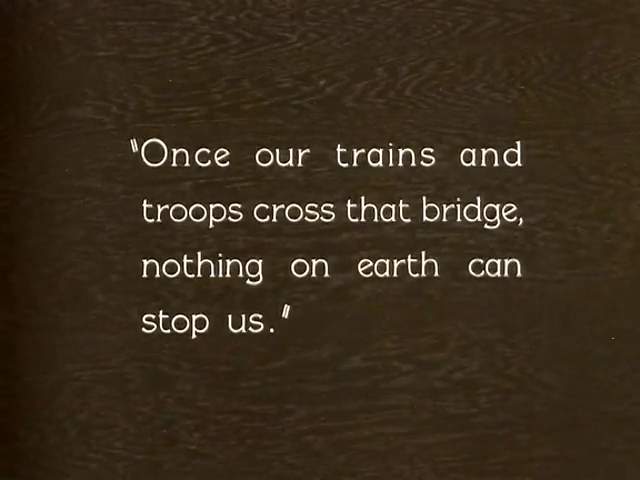 "Once our trains and
troops cross that bridge,
nothing on earth can
stop us."